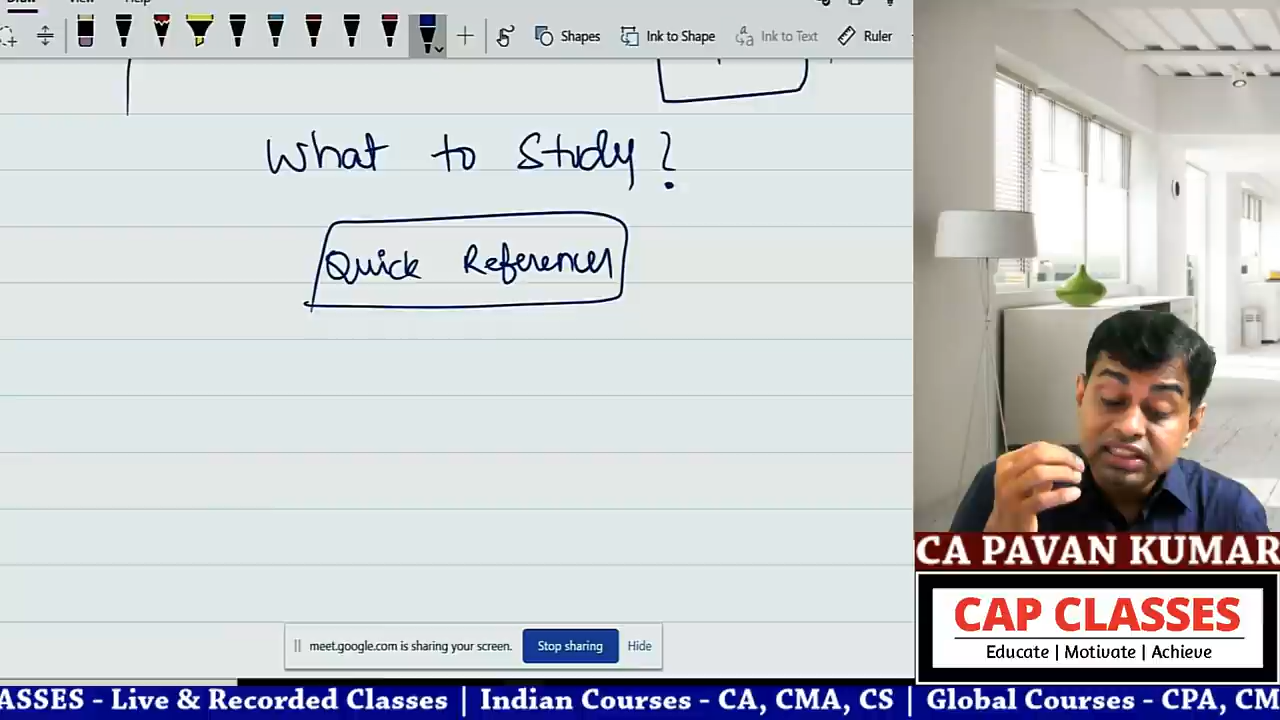 Shapes Ink to Shape Ink to Text Ruler
What to Study?
Quick References
meet.google.com is sharing your screen. Stop sharing Hide
CA PAVAN KUMAR
CAP CLASSES
Educate | Motivate | Achieve
ASSES - Live & Recorded Classes | Indian Courses - CA, CMA, CS | Global Courses - CPA, CM